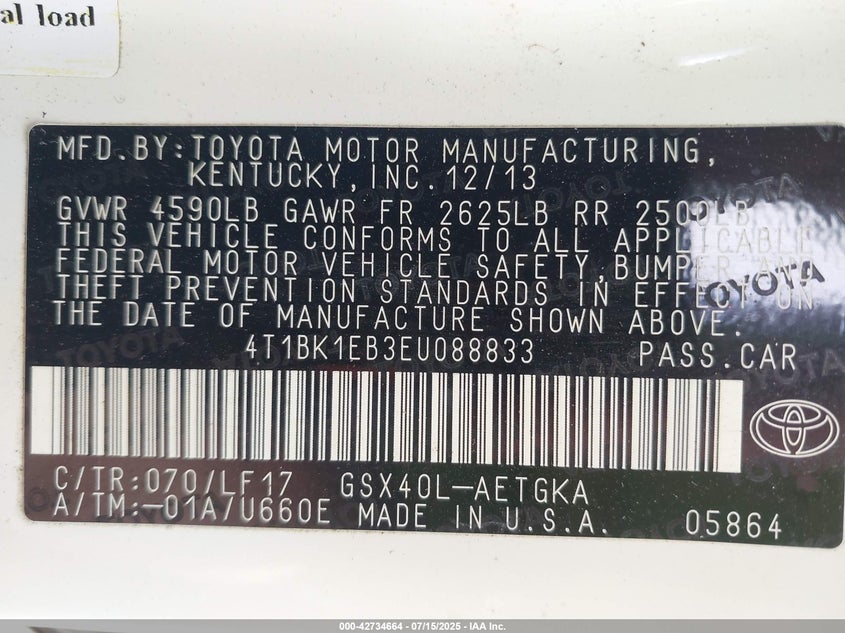 al load
MFD.BY:TOYOTA MOTOR MANUFACTURING,
KENTUCKY, INC. 12/13
GVWR 4590LB GAWR FR 2625LB RR 2500LB
THIS VEHICLE CONFORMS TO ALL APPLICABLE
FEDERAL MOTOR VEHICLE SAFETY, BUMPER AND
THEFT PREVENTION STANDARDS IN EFFECT ON
THE DATE OF MANUFACTURE SHOWN ABOVE.
4T1BK1EB3EU088833 PASS.CAR
C/TR:070/LF17 GSX40L-AETGKA
A/TM:-01A/U660E MADE IN U.S.A. 05864
TOYOTA
000-42734664 - 07/15/2025 - IAA Inc.